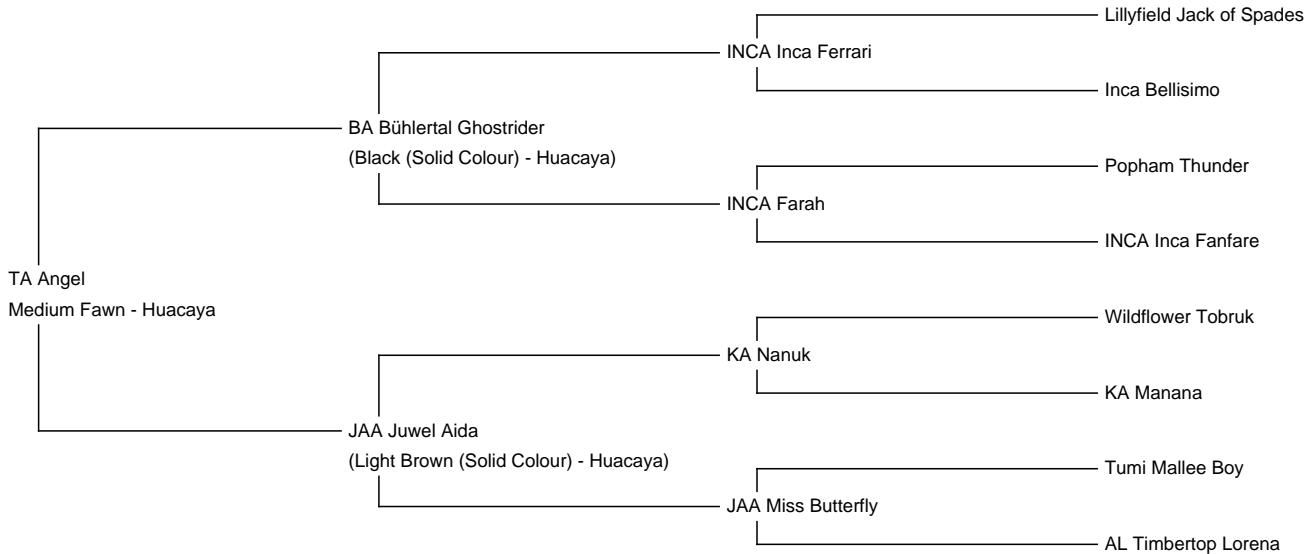 Lillyfield Jack of Spades
INCA Inca Ferrari
Inca Bellisimo
BA Bühlertal Ghostrider
(Black (Solid Colour) - Huacaya)
Popham Thunder
INCA Farah
INCA Inca Fanfare
TA Angel
Medium Fawn - Huacaya
Wildflower Tobruk
KA Nanuk
KA Manana
JAA Juwel Aida
(Light Brown (Solid Colour) - Huacaya)
Tumi Mallee Boy
JAA Miss Butterfly
AL Timbertop Lorena